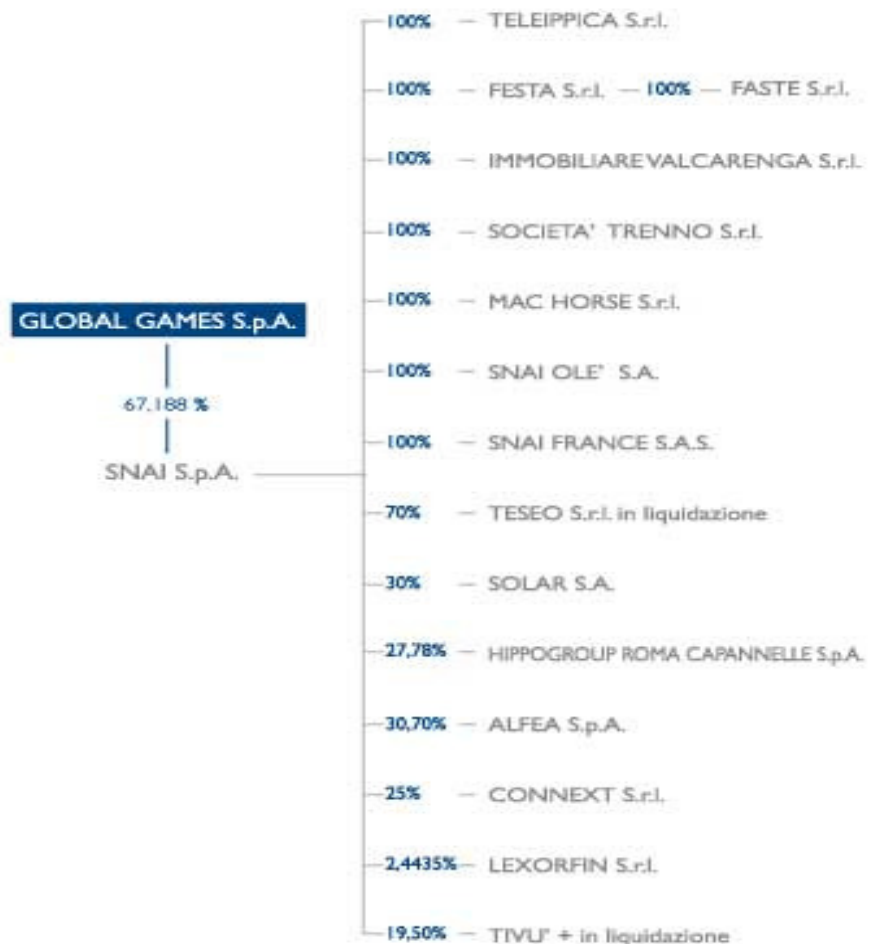 100% TELEIPPICA S.r.l.
100% FESTA S.r.l. 100% FASTE S.r.l.
100% IMMOBILIARE VALCARENGA S.r.l.
100% SOCIETA' TRENNO S.r.l.
100% MAC HORSE S.r.l.
GLOBAL GAMES S.p.A.
67.188 %
SNAI S.p.A.
100% SNAI OLE' S.A.
100% SNAI FRANCE S.A.S.
70% TESEO S.r.l. in liquidazione
30% SOLAR S.A.
27,78% HIPPOGROUP ROMA CAPANNELLE S.p.A.
30,70% ALFEA S.p.A.
25% CONNEXT S.r.l.
2,4435% LEXORFIN S.r.l.
19,50% TIVU' + in liquidazione